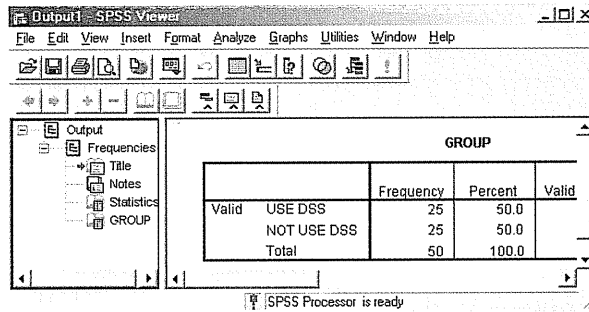 Output1 - SPSS Viewer
File Edit View Insert Format Analyze Graphs Utilities Window Help
Output
Frequencies
Title
Notes
Statistics
GROUP
GROUP
Frequency Percent Valid
Valid USE DSS 25 50.0
NOT USE DSS 25 50.0
Total 50 100.0
SPSS Processor is ready